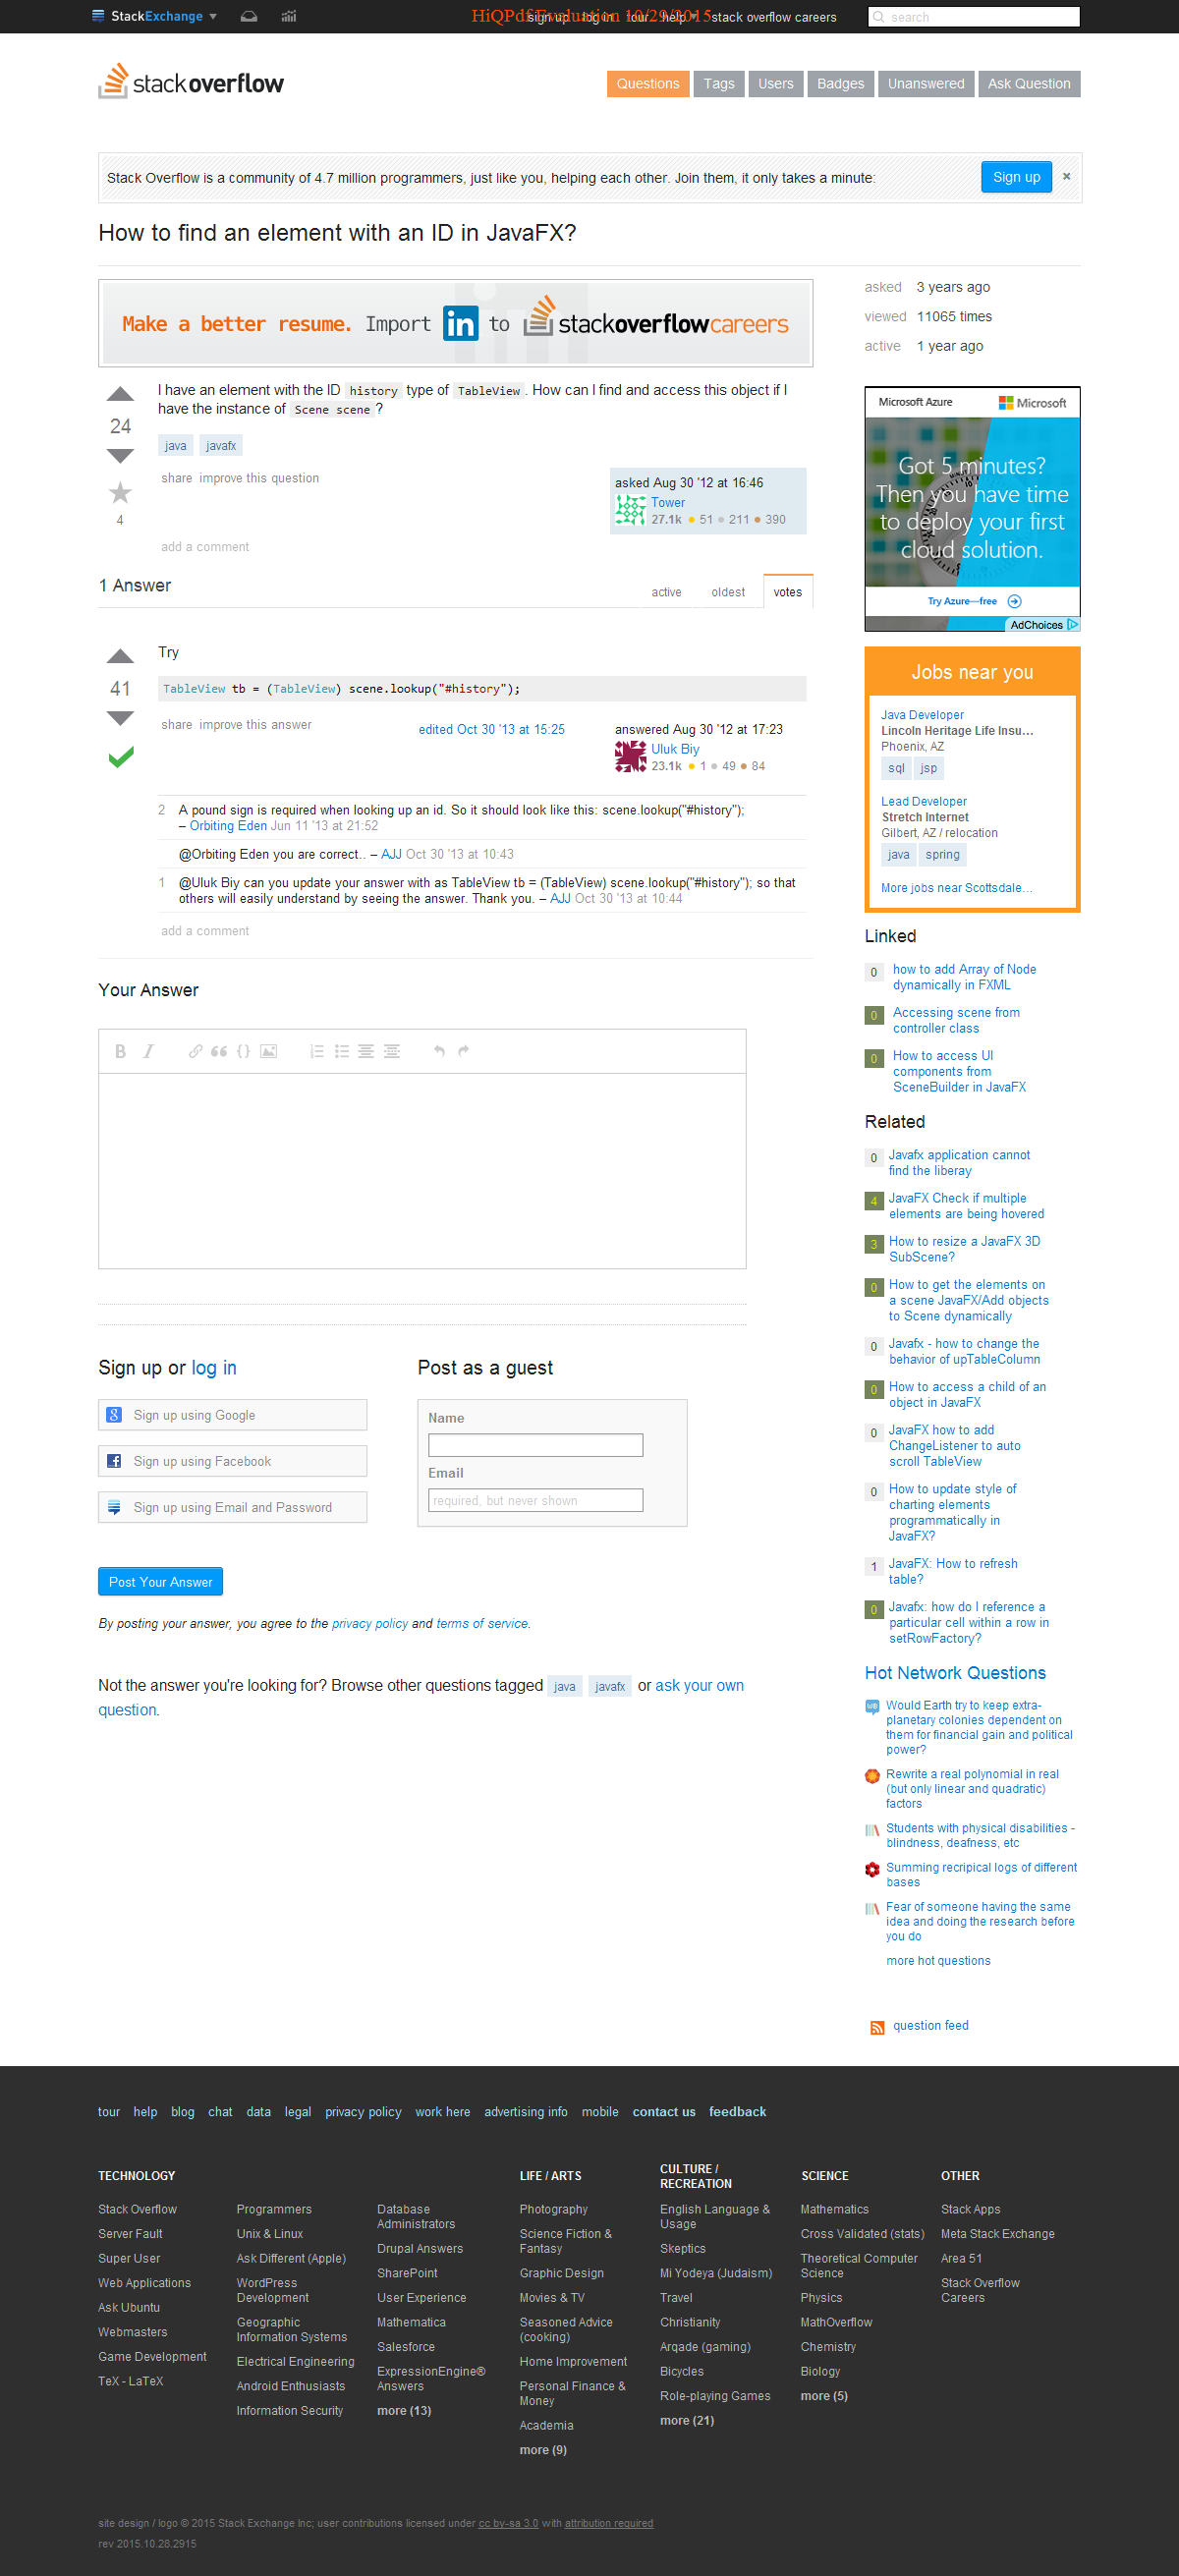 StackExchange
sign up log in tour help stack overflow careers
HiQPdf Evaluation 10/29/2015
search
stackoverflow
Questions Tags Users Badges Unanswered Ask Question
Stack Overflow is a community of 4.7 million programmers, just like you, helping each other. Join them, it only takes a minute:
Sign up
×
How to find an element with an ID in JavaFX?
Make a better resume. Import in to stackoverflowcareers
24
4
I have an element with the ID history type of TableView. How can I find and access this object if I
have the instance of Scene scene?
java javafx
share improve this question
asked Aug 30 '12 at 16:46
Tower
27.1k 51 211 390
add a comment
1 Answer
active oldest votes
41
Try
TableView tb = (TableView) scene.lookup("#history");
share improve this answer
edited Oct 30 '13 at 15:25
answered Aug 30 '12 at 17:23
Uluk Biy
23.1k 1 49 84
2 A pound sign is required when looking up an id. So it should look like this: scene.lookup("#history");
– Orbiting Eden Jun 11 '13 at 21:52
@Orbiting Eden you are correct.. – AJJ Oct 30 '13 at 10:43
1 @Uluk Biy can you update your answer with as TableView tb = (TableView) scene.lookup("#history"); so that
others will easily understand by seeing the answer. Thank you. – AJJ Oct 30 '13 at 10:44
add a comment
Your Answer
B I
Sign up or log in
Sign up using Google
Sign up using Facebook
Sign up using Email and Password
Post as a guest
Name
Email
required, but never shown
Post Your Answer
By posting your answer, you agree to the privacy policy and terms of service.
Not the answer you're looking for? Browse other questions tagged java javafx or ask your own
question.
asked 3 years ago
viewed 11065 times
active 1 year ago
Microsoft Azure Microsoft
Got 5 minutes?
Then you have time
to deploy your first
cloud solution.
Try Azure—free
AdChoices
Jobs near you
Java Developer
Lincoln Heritage Life Insu…
Phoenix, AZ
sql jsp
Lead Developer
Stretch Internet
Gilbert, AZ / relocation
java spring
More jobs near Scottsdale…
Linked
0 how to add Array of Node
dynamically in FXML
0 Accessing scene from
controller class
0 How to access UI
components from
SceneBuilder in JavaFX
Related
0 Javafx application cannot
find the liberay
4 JavaFX Check if multiple
elements are being hovered
3 How to resize a JavaFX 3D
SubScene?
0 How to get the elements on
a scene JavaFX/Add objects
to Scene dynamically
0 Javafx - how to change the
behavior of upTableColumn
0 How to access a child of an
object in JavaFX
0 JavaFX how to add
ChangeListener to auto
scroll TableView
0 How to update style of
charting elements
programmatically in
JavaFX?
1 JavaFX: How to refresh
table?
0 Javafx: how do I reference a
particular cell within a row in
setRowFactory?
Hot Network Questions
Would Earth try to keep extra-
planetary colonies dependent on
them for financial gain and political
power?
Rewrite a real polynomial in real
(but only linear and quadratic)
factors
Students with physical disabilities -
blindness, deafness, etc
Summing recripical logs of different
bases
Fear of someone having the same
idea and doing the research before
you do
more hot questions
question feed
tour help blog chat data legal privacy policy work here advertising info mobile contact us feedback
TECHNOLOGY
Stack Overflow
Server Fault
Super User
Web Applications
Ask Ubuntu
Webmasters
Game Development
TeX - LaTeX
Programmers
Unix & Linux
Ask Different (Apple)
WordPress
Development
Geographic
Information Systems
Electrical Engineering
Android Enthusiasts
Information Security
Database
Administrators
Drupal Answers
SharePoint
User Experience
Mathematica
Salesforce
ExpressionEngine®
Answers
more (13)
LIFE / ARTS
Photography
Science Fiction &
Fantasy
Graphic Design
Movies & TV
Seasoned Advice
(cooking)
Home Improvement
Personal Finance &
Money
Academia
more (9)
CULTURE /
RECREATION
English Language &
Usage
Skeptics
Mi Yodeya (Judaism)
Travel
Christianity
Arqade (gaming)
Bicycles
Role-playing Games
more (21)
SCIENCE
Mathematics
Cross Validated (stats)
Theoretical Computer
Science
Physics
MathOverflow
Chemistry
Biology
more (5)
OTHER
Stack Apps
Meta Stack Exchange
Area 51
Stack Overflow
Careers
site design / logo © 2015 Stack Exchange Inc; user contributions licensed under cc by-sa 3.0 with attribution required
rev 2015.10.28.2915